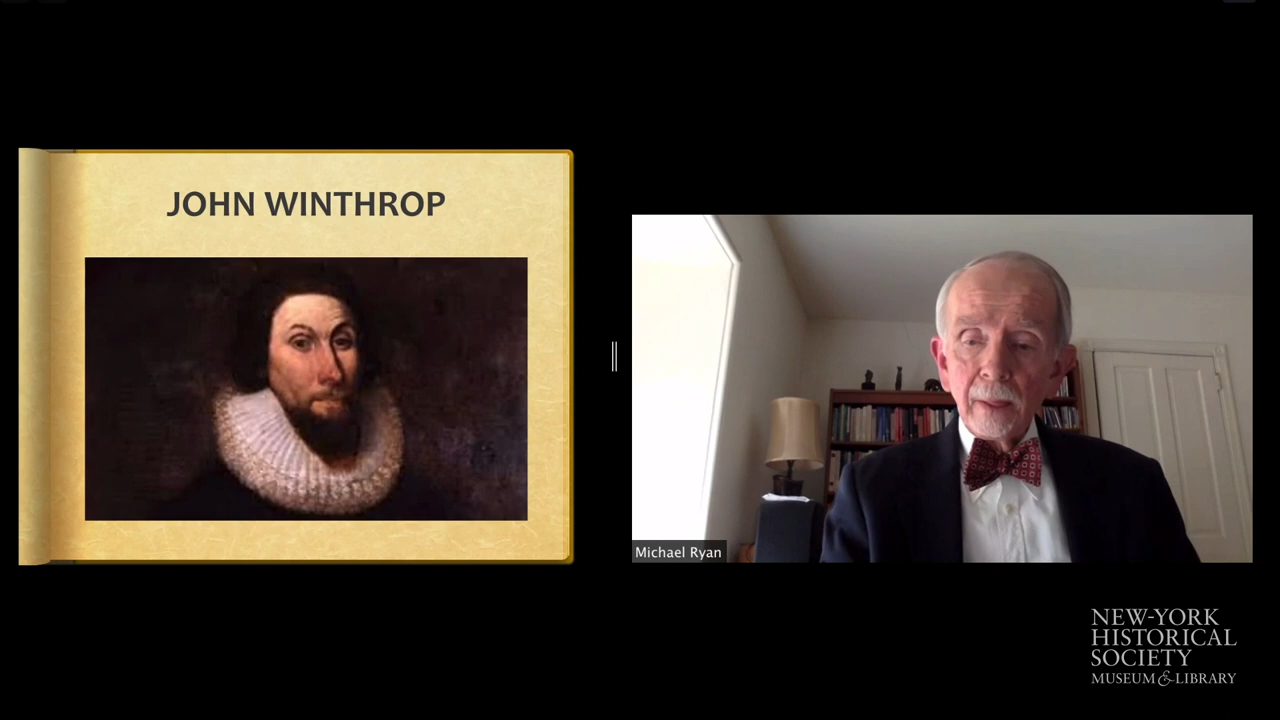 JOHN WINTHROP
Michael Ryan
NEW-YORK
HISTORICAL
SOCIETY
MUSEUM & LIBRARY